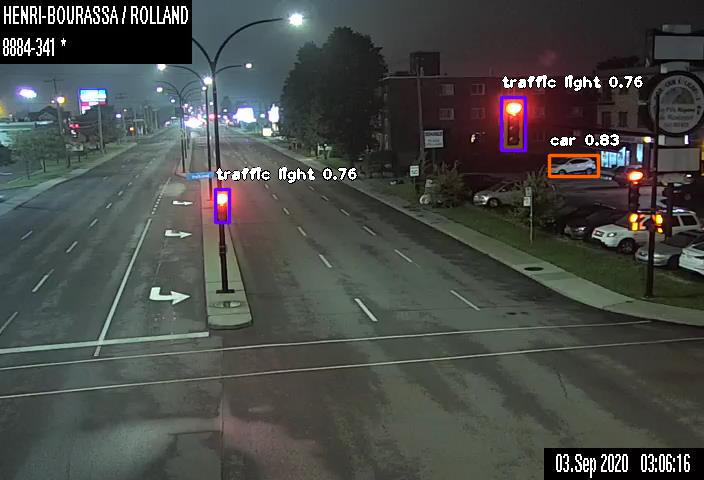 HENRI-BOURASSA / ROLLAND
8884-341 *
traffic light 0.76
car 0.83
traffic light 0.76
03.Sep 2020 03:06:16